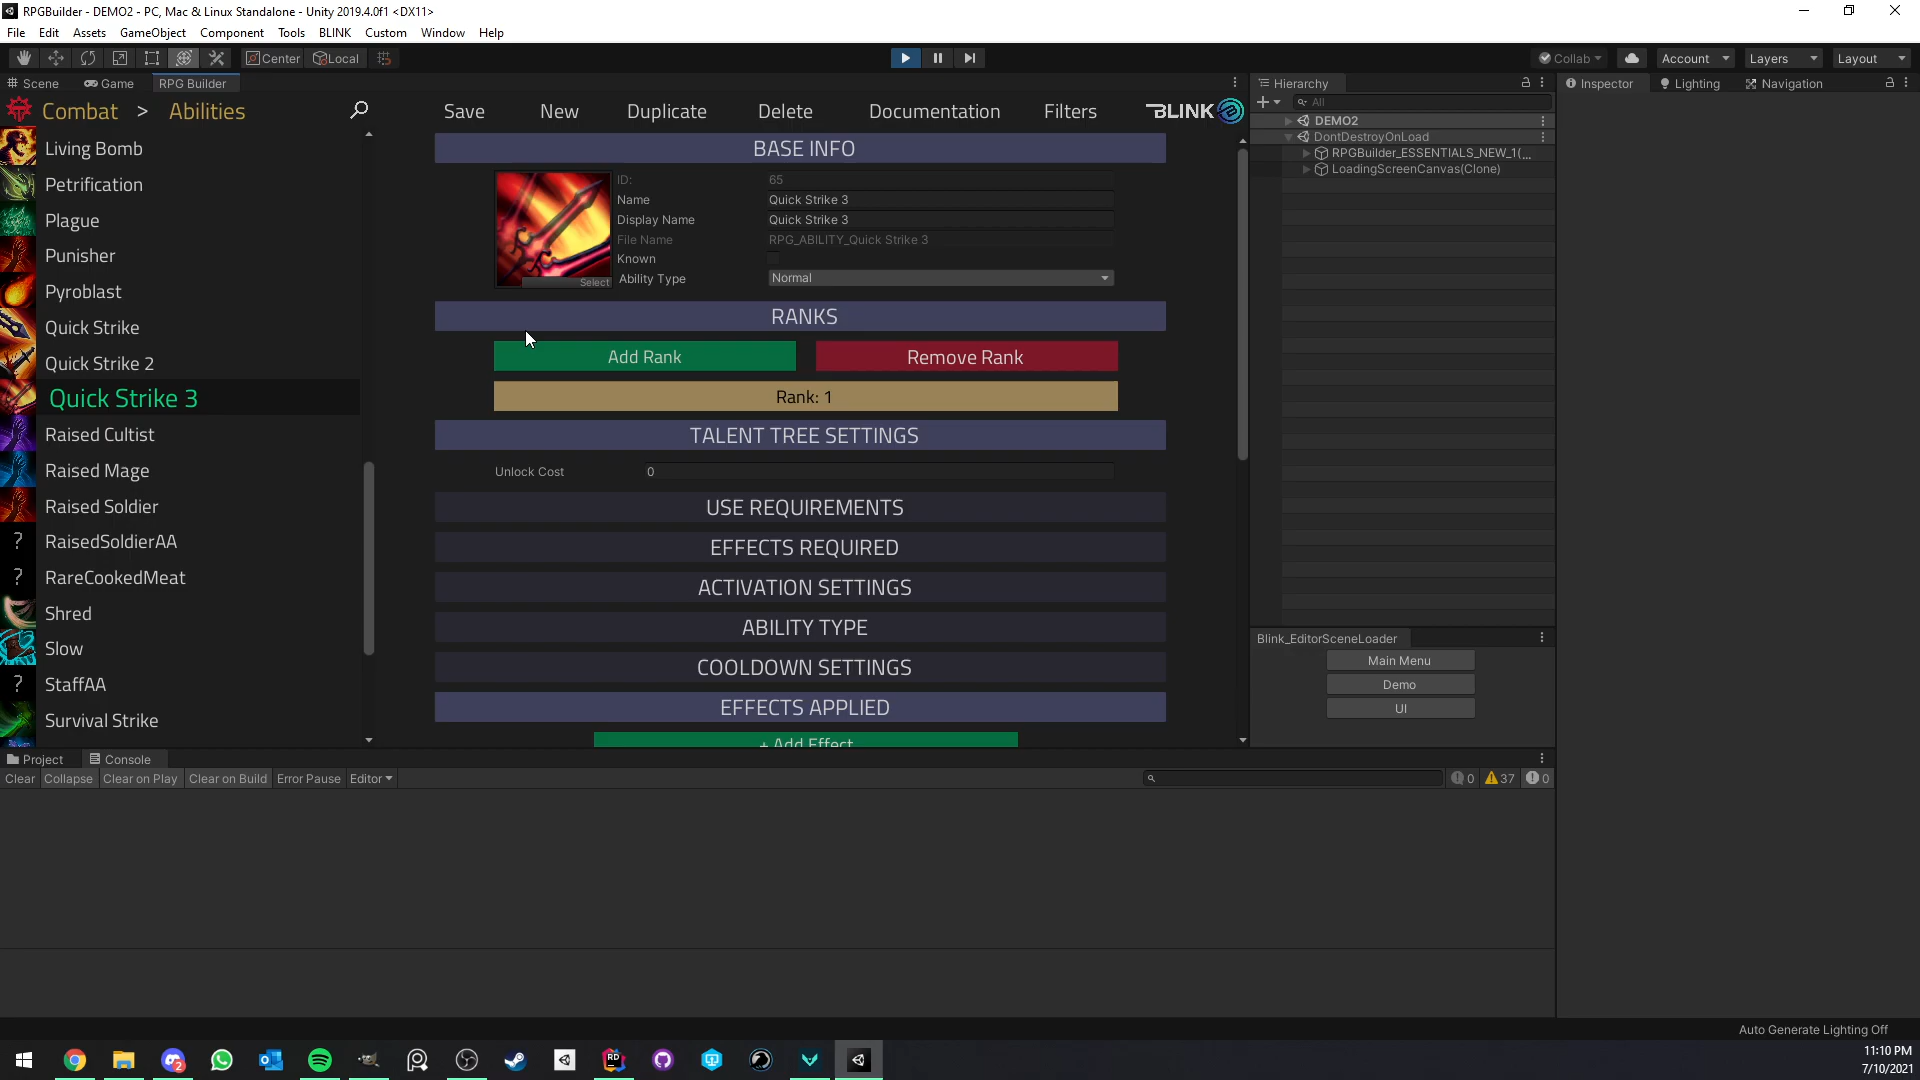 RPGBuilder - DEMO2 - PC, Mac & Linux Standalone - Unity 2019.4.0f1 <DX11>
File Edit Assets GameObject Component Tools BLINK Custom Window Help
Center Local Collab Account Layers Layout
Scene Game RPG Builder
Combat > Abilities
Living Bomb
Petrification
Plague
Punisher
Pyroblast
Quick Strike
Quick Strike 2
Quick Strike 3
Raised Cultist
Raised Mage
Raised Soldier
? RaisedSoldierAA
? RareCookedMeat
Shred
Slow
? StaffAA
Survival Strike
Save New Duplicate Delete Documentation Filters BLINK
BASE INFO
Select
ID: 65
Name Quick Strike 3
Display Name Quick Strike 3
File Name RPG_ABILITY_Quick Strike 3
Known
Ability Type Normal
RANKS
Add Rank Remove Rank
Rank: 1
TALENT TREE SETTINGS
Unlock Cost 0
USE REQUIREMENTS
EFFECTS REQUIRED
ACTIVATION SETTINGS
ABILITY TYPE
COOLDOWN SETTINGS
EFFECTS APPLIED
+ Add Effect
Hierarchy
All
DEMO2
DontDestroyOnLoad
RPGBuilder_ESSENTIALS_NEW_1(...
LoadingScreenCanvas(Clone)
Blink_EditorSceneLoader
Main Menu
Demo
UI
Inspector Lighting Navigation
Project Console
Clear Collapse Clear on Play Clear on Build Error Pause Editor
0 37 0
Auto Generate Lighting Off
2
RD
11:10 PM
7/10/2021